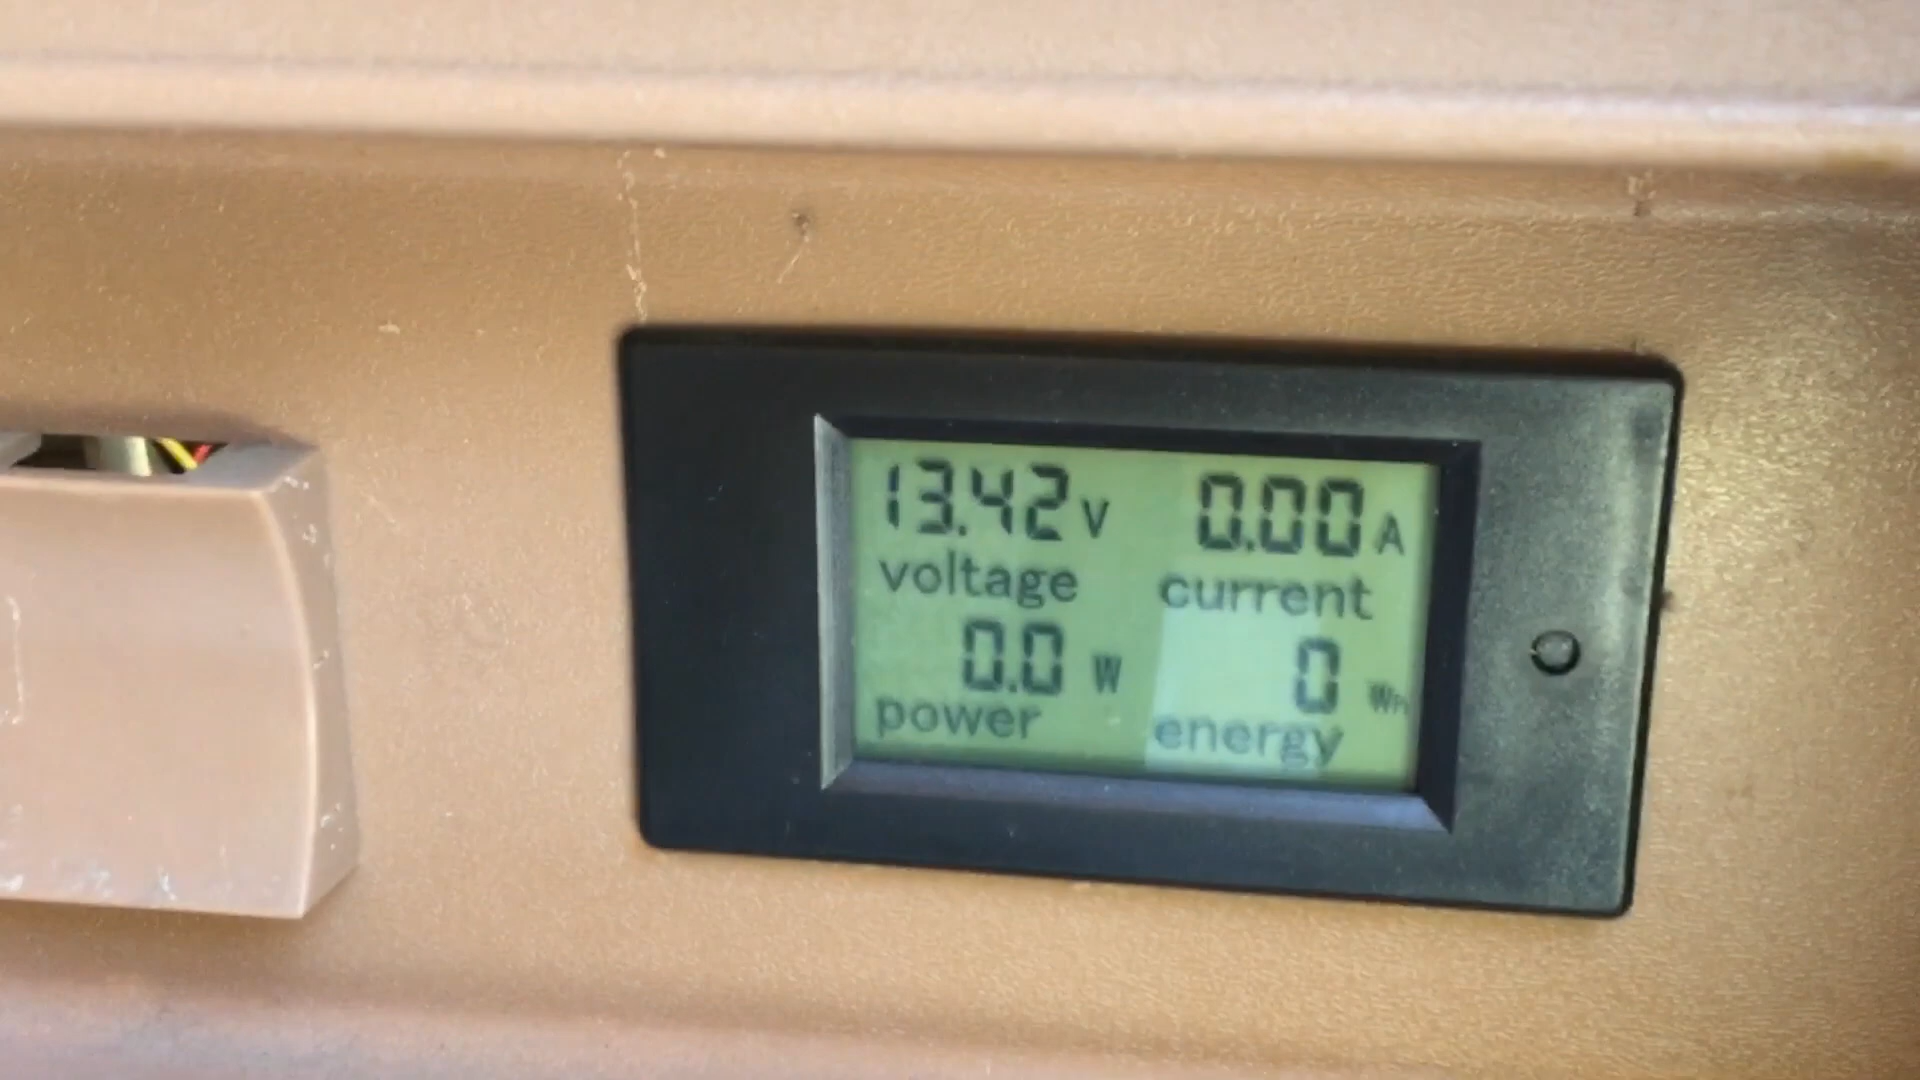 13.42 V 0.00 A
voltage current
0.0 W 0 Wh
power energy